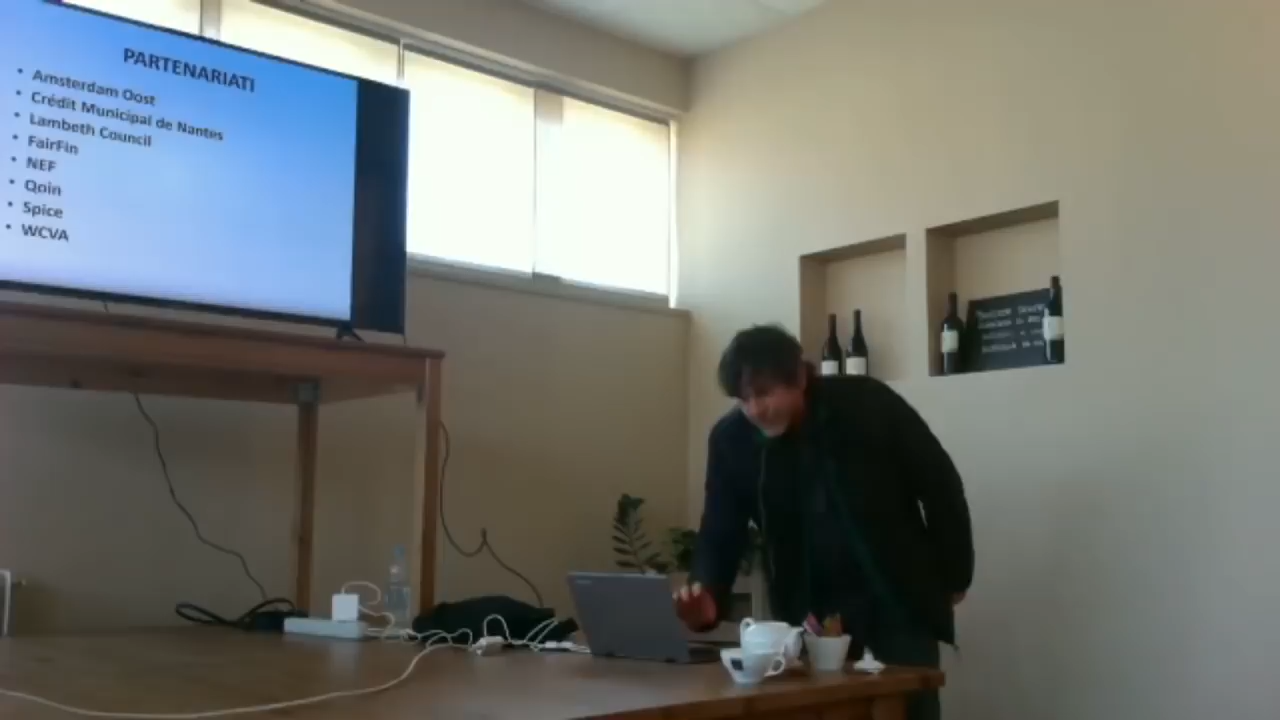 PARTENARIATI
• Amsterdam Oost
• Crédit Municipal de Nantes
• Lambeth Council
• FairFin
• NEF
• Qoin
• Spice
• WCVA